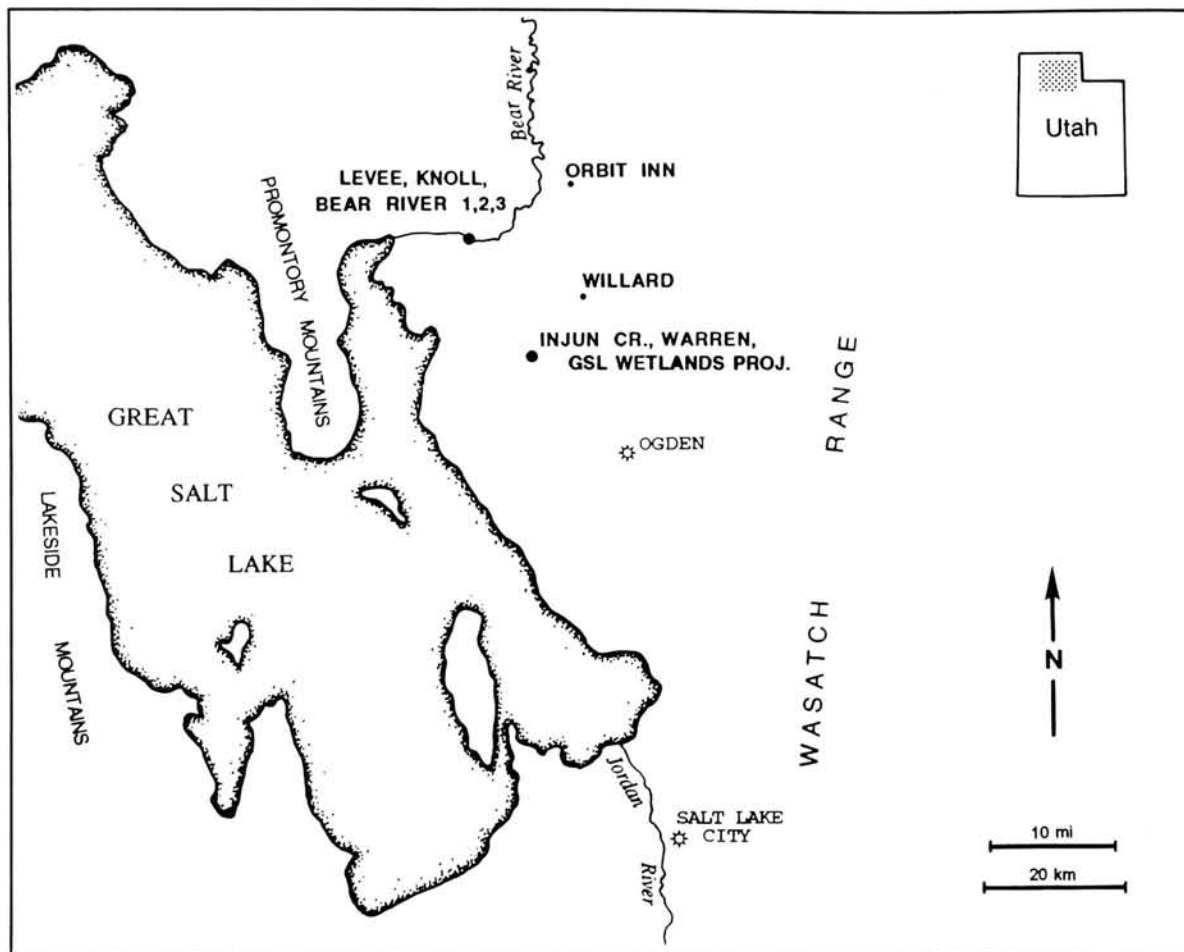 Bear River
Utah
ORBIT INN
LEVEE, KNOLL,
BEAR RIVER 1,2,3
PROMONTORY MOUNTAINS
WILLARD
INJUN CR., WARREN,
GSL WETLANDS PROJ.
GREAT
SALT
LAKE
OGDEN
LAKESIDE
MOUNTAINS
WASATCH RANGE
N
Jordan
River
SALT LAKE
CITY
10 mi
20 km